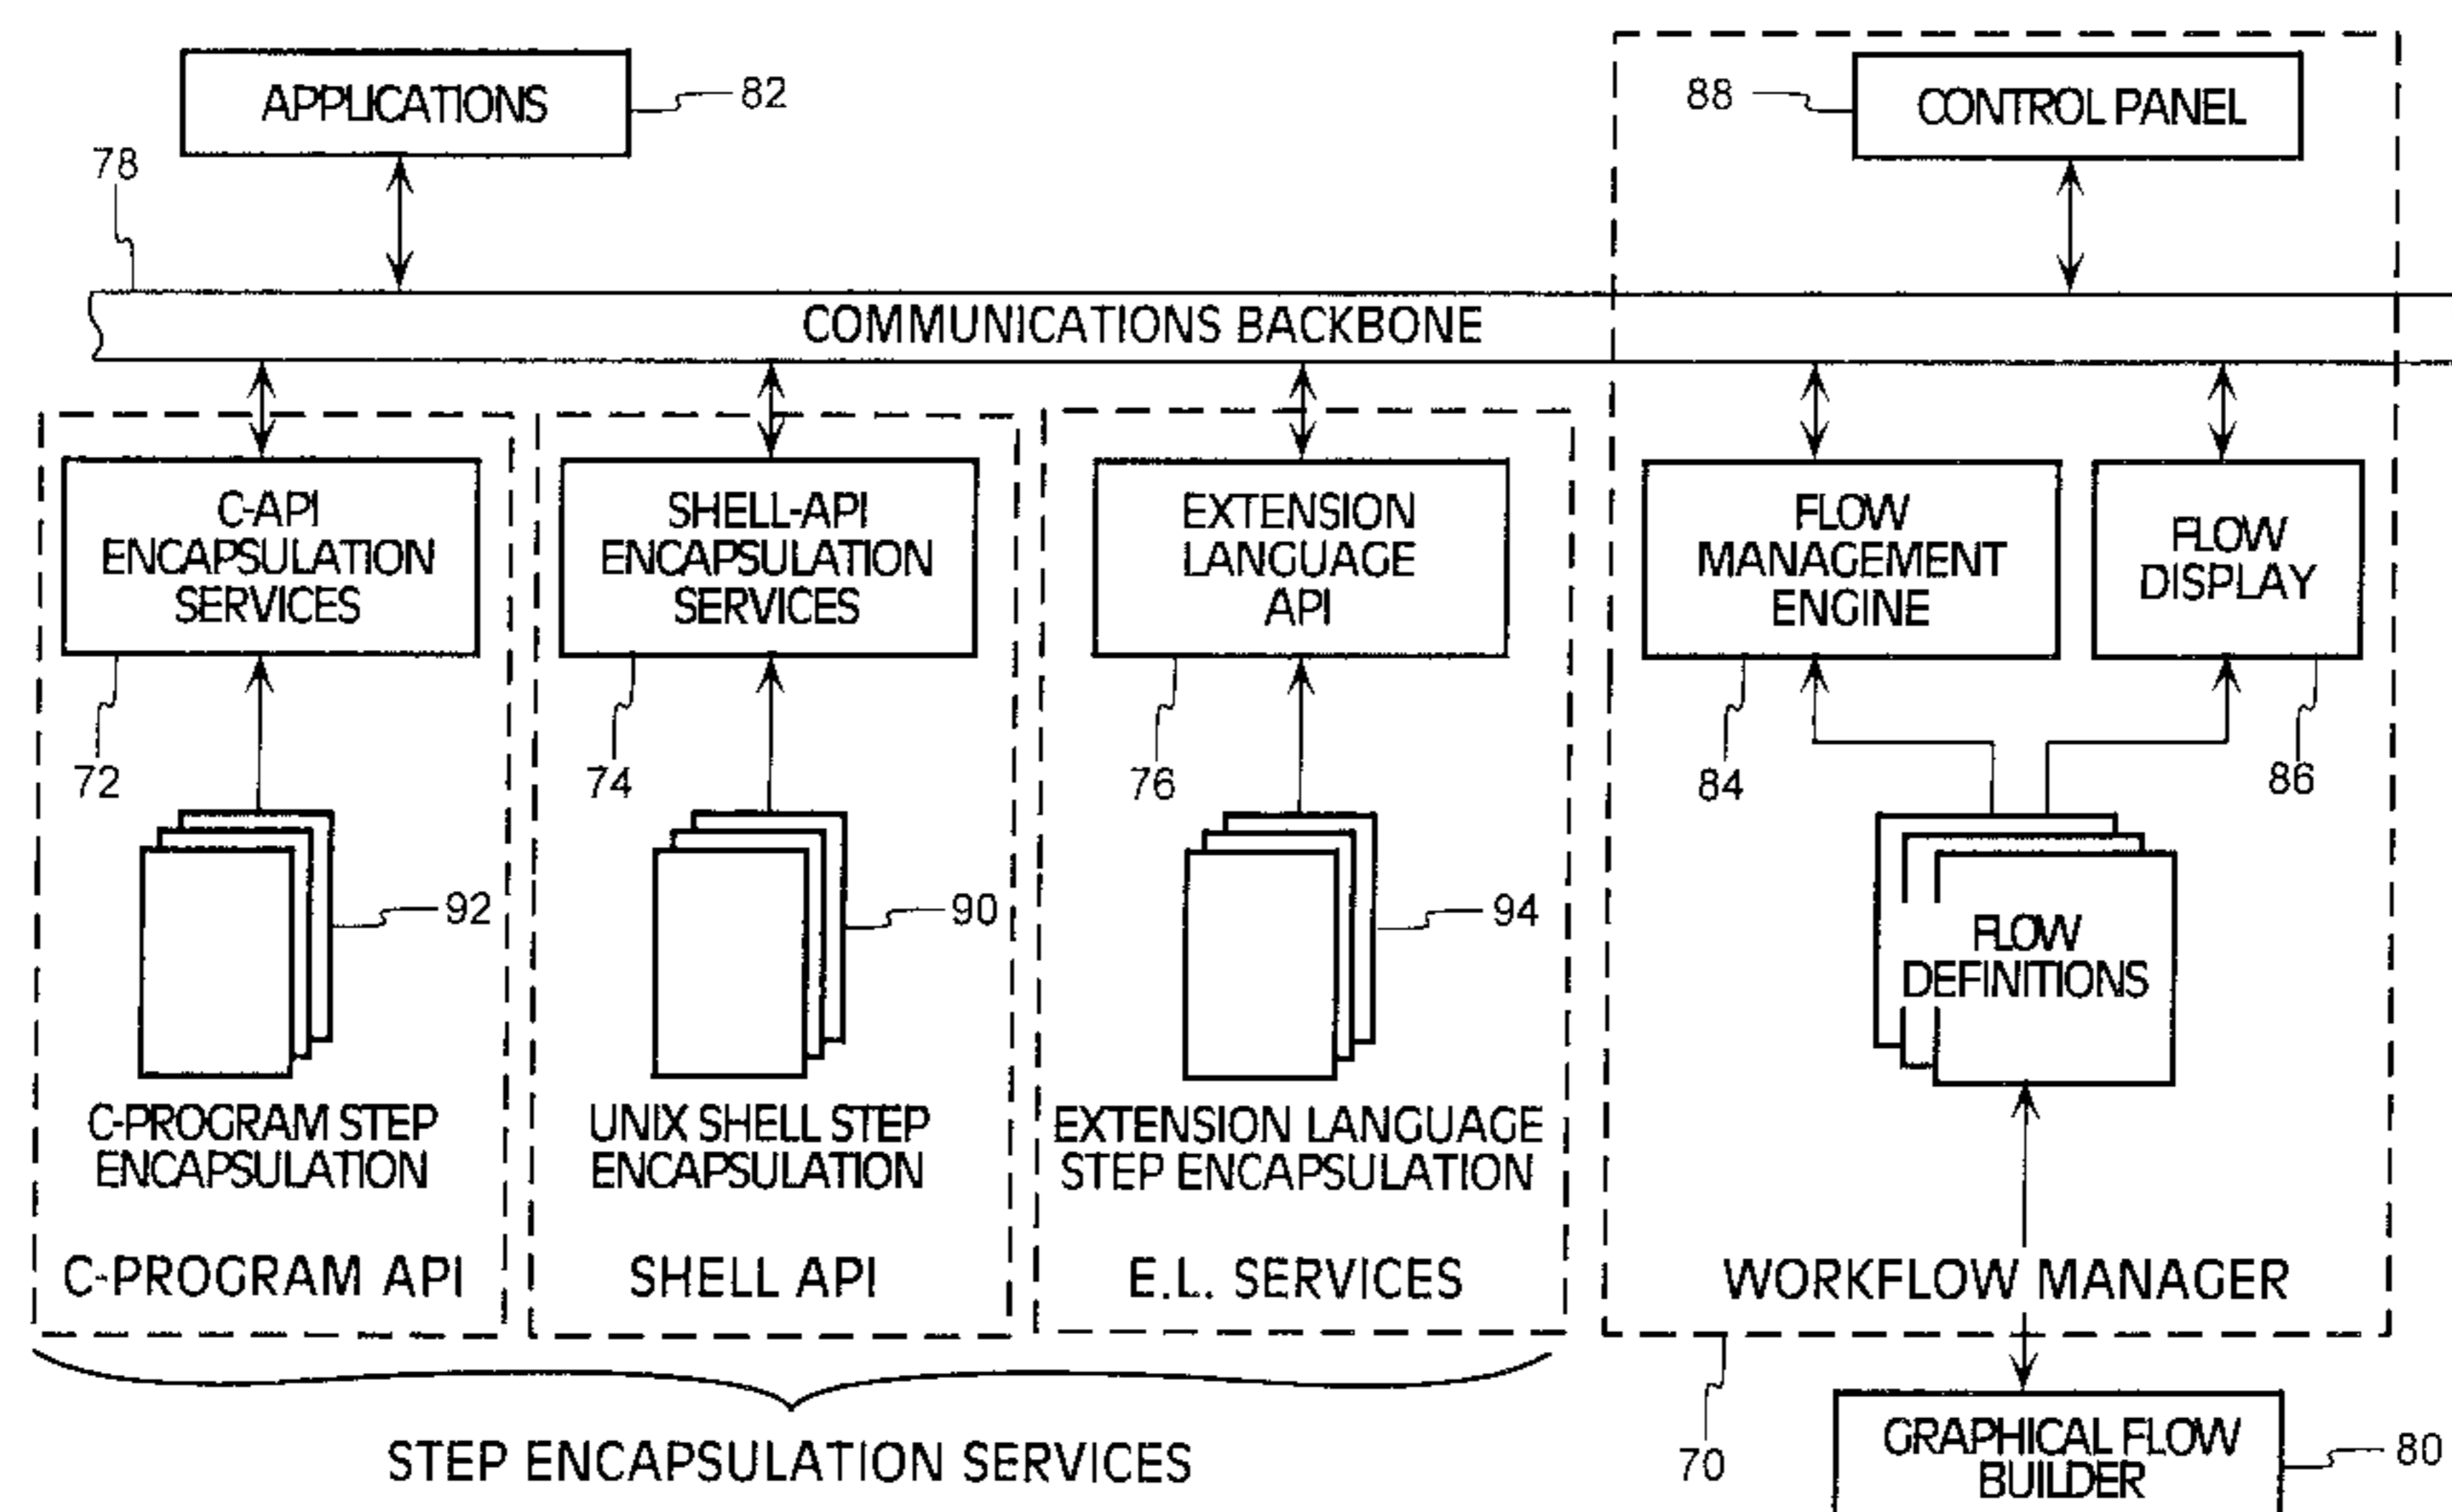 APPLICATIONS
82
88
CONTROL PANEL
78
COMMUNICATIONS BACKBONE
C-API
ENCAPSULATION
SERVICES
72
SHELL-API
ENCAPSULATION
SERVICES
74
EXTENSION
LANGUAGE
API
76
FLOW
MANAGEMENT
ENGINE
84
FLOW
DISPLAY
86
92
C-PROGRAM STEP
ENCAPSULATION
C-PROGRAM API
90
UNIX SHELL STEP
ENCAPSULATION
SHELL API
94
EXTENSION LANGUAGE
STEP ENCAPSULATION
E.L. SERVICES
FLOW
DEFINITIONS
WORKFLOW MANAGER
STEP ENCAPSULATION SERVICES
70
GRAPHICAL FLOW
BUILDER
80